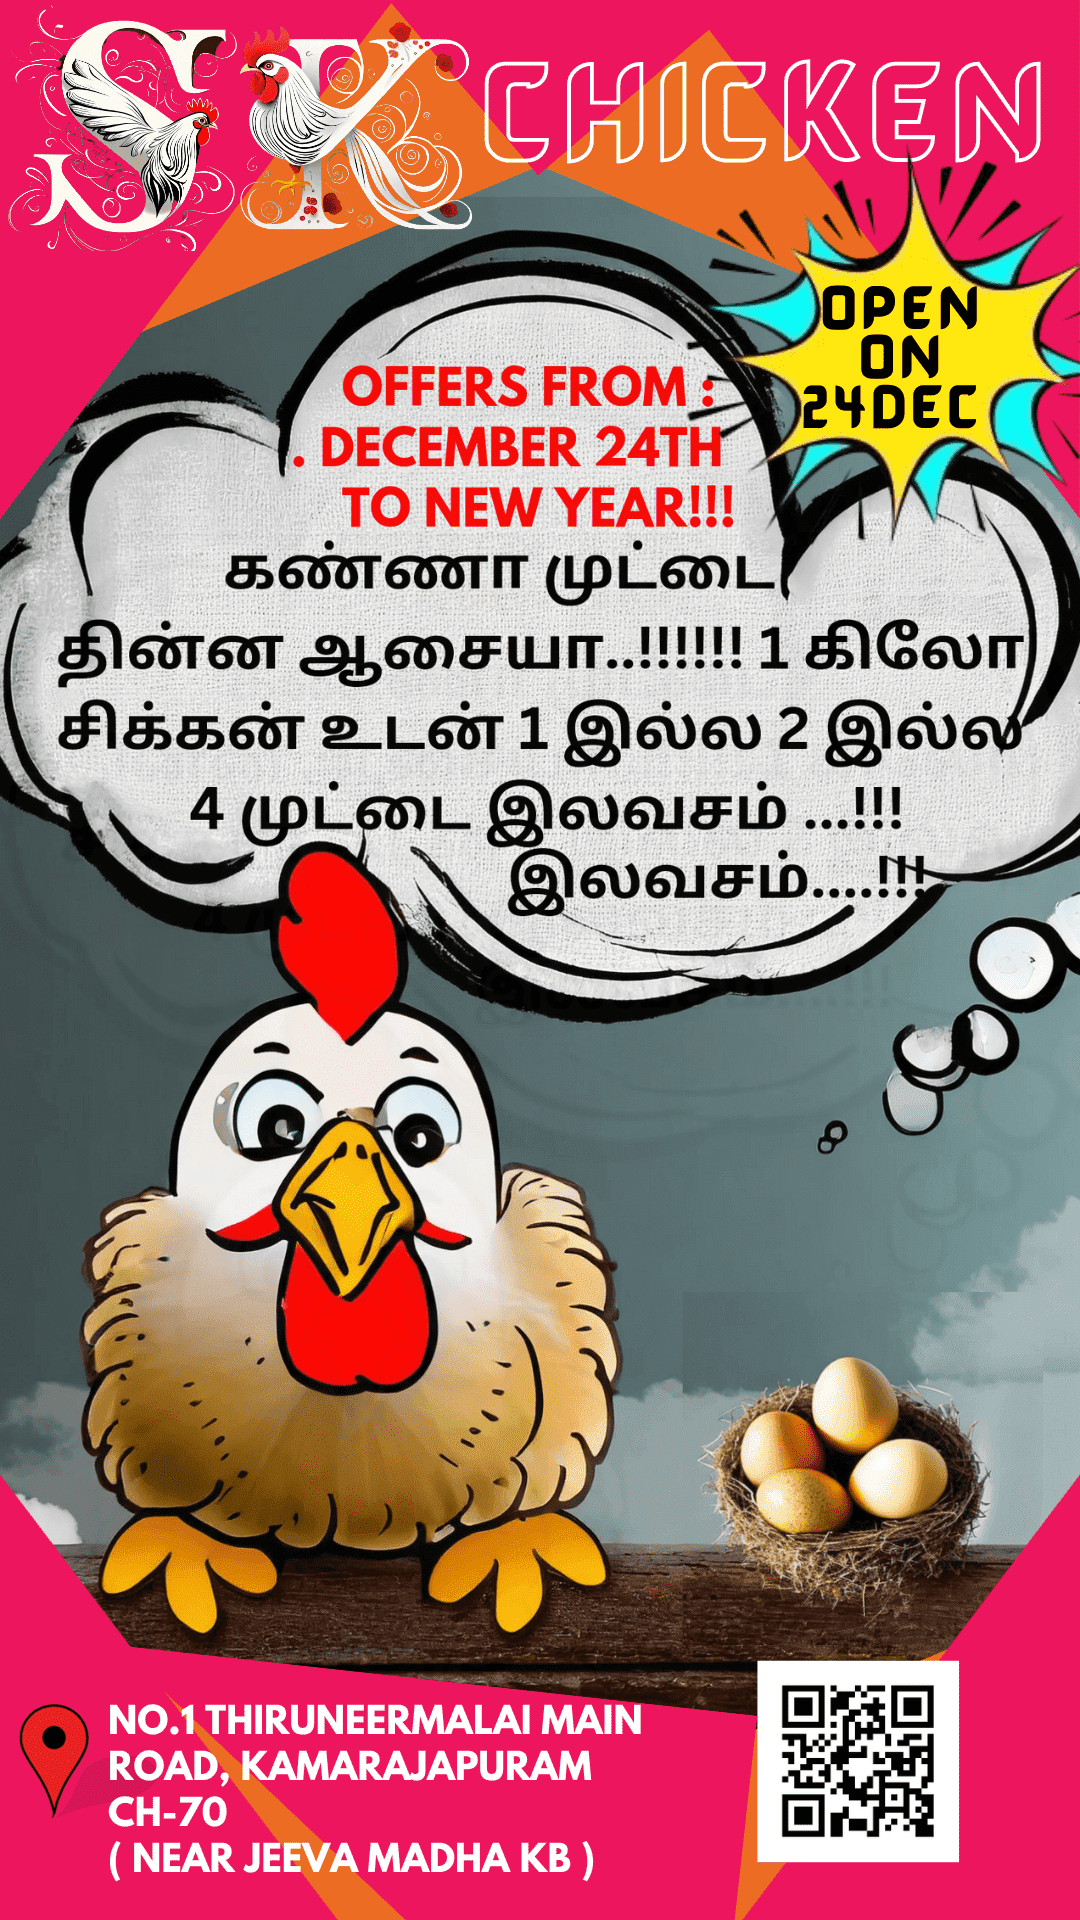 SK CHICKEN
OPEN
ON
24DEC
OFFERS FROM :
. DECEMBER 24TH
TO NEW YEAR!!!
கண்ணா முட்டை
தின்ன ஆசையா..!!!!!! 1 கிலோ
சிக்கன் உடன் 1 இல்ல 2 இல்ல
4 முட்டை இலவசம் ...!!!
இலவசம்....!!!
NO.1 THIRUNEERMALAI MAIN
ROAD, KAMARAJAPURAM
CH-70
( NEAR JEEVA MADHA KB )